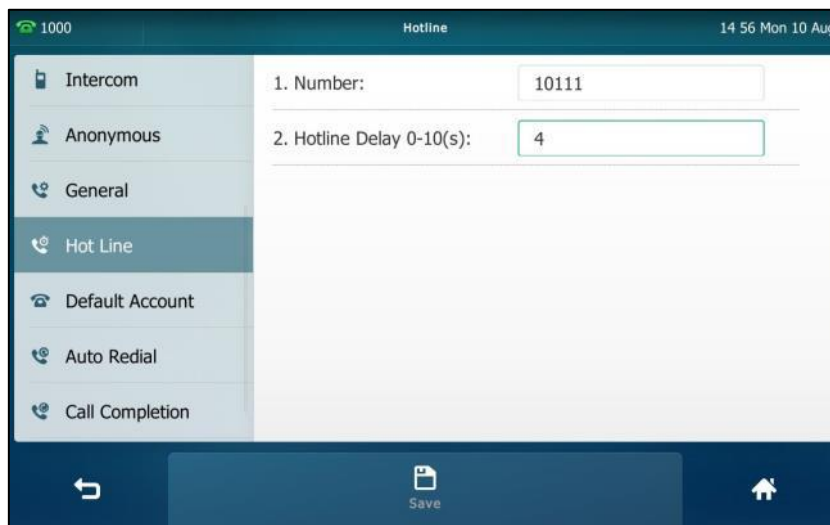 1000 Hotline 14 56 Mon 10 Aug
Intercom
Anonymous
General
Hot Line
Default Account
Auto Redial
Call Completion
1. Number: 10111
2. Hotline Delay 0-10(s): 4
Save